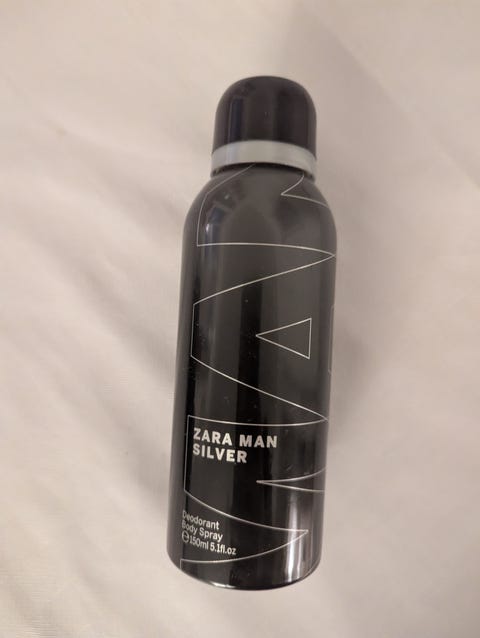 ZARA MAN
SILVER
Deodorant
Body Spray
℮150ml 5.1fl.oz